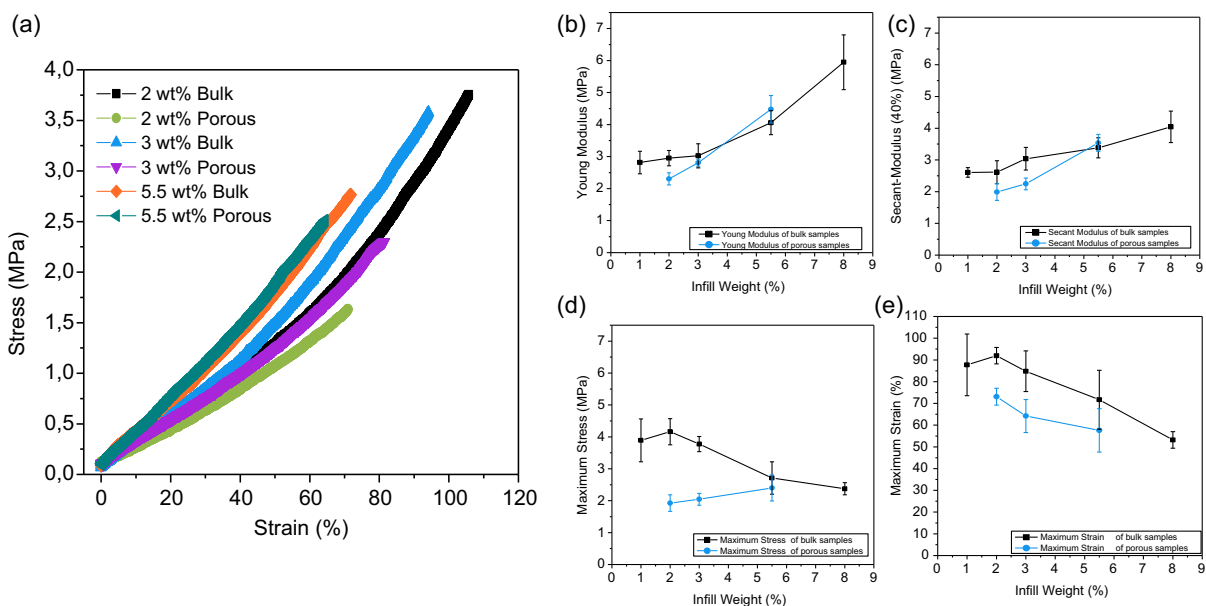 (a)
4,0
3,5
3,0
2,5
2,0
1,5
1,0
0,5
0,0
0 20 40 60 80 100 120
Stress (MPa)
Strain (%)
2 wt% Bulk
2 wt% Porous
3 wt% Bulk
3 wt% Porous
5.5 wt% Bulk
5.5 wt% Porous
(b)
7
6
5
4
3
2
1
0
0 1 2 3 4 5 6 7 8 9
Young Modulus (MPa)
Infill Weight (%)
Young Modulus of bulk samples
Young Modulus of porous samples
(c)
7
6
5
4
3
2
1
0
0 1 2 3 4 5 6 7 8 9
Secant-Modulus (40%) (MPa)
Infill Weight (%)
Secant Modulus of bulk samples
Secant Modulus of porous samples
(d)
7
6
5
4
3
2
1
0
0 1 2 3 4 5 6 7 8 9
Maximum Stress (MPa)
Infill Weight (%)
Maximum Stress of bulk samples
Maximum Stress of porous samples
(e)
110
100
90
80
70
60
50
40
30
20
10
0
0 1 2 3 4 5 6 7 8 9
Maximum Strain (%)
Infill Weight (%)
Maximum Strain of bulk samples
Maximum Strain of porous samples